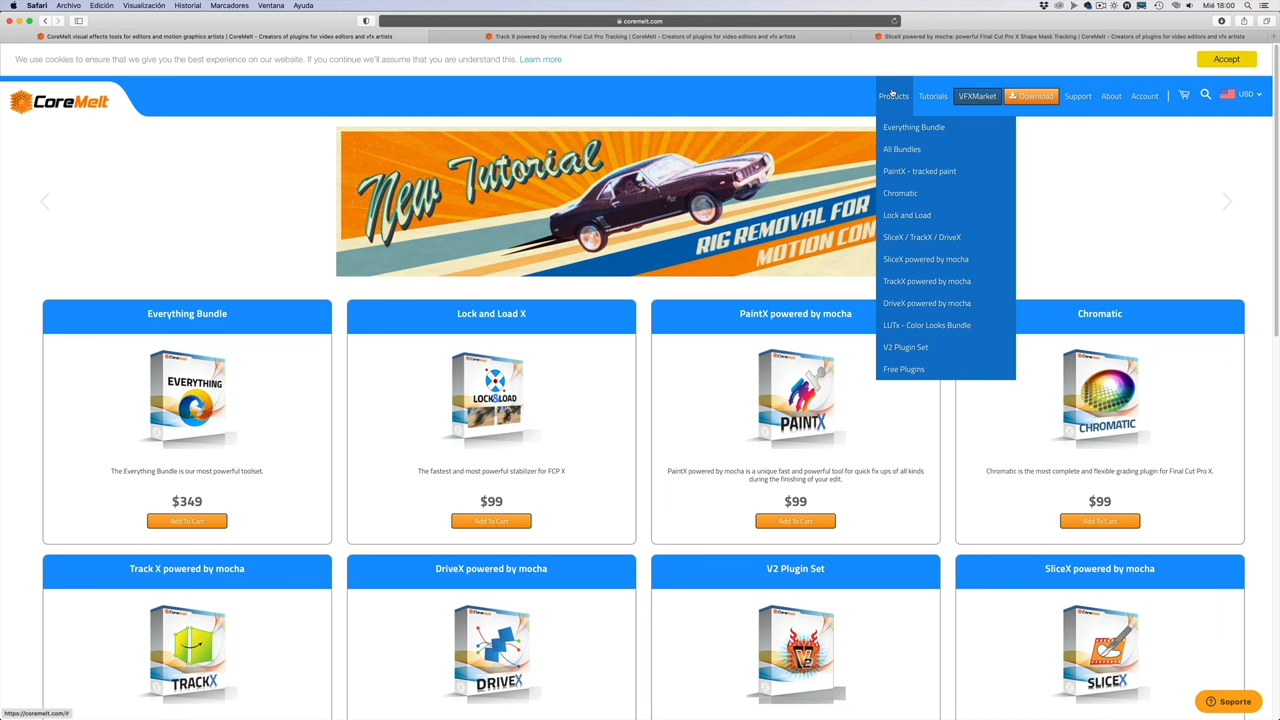 Safari Archivo Edición Visualización Historial Marcadores Ventana Ayuda
Mié 18:00
coremelt.com
CoreMelt visual effects tools for editors and motion graphics artists | CoreMelt - Creators of plugins for video editors and vfx artists
Track X powered by mocha: Final Cut Pro Tracking | CoreMelt - Creators of plugins for video editors and vfx artists
SliceX powered by mocha: powerful Final Cut Pro X Shape Mask Tracking | CoreMelt - Creators of plugins for video editors and vfx artists
We use cookies to ensure that we give you the best experience on our website. If you continue we'll assume that you are understand this. Learn more
Accept
CoreMelt
Products Tutorials VFXMarket Download Support About Account | USD
Everything Bundle
All Bundles
PaintX - tracked paint
Chromatic
Lock and Load
SliceX / TrackX / DriveX
SliceX powered by mocha
TrackX powered by mocha
DriveX powered by mocha
LUTx - Color Looks Bundle
V2 Plugin Set
Free Plugins
New Tutorial
RIG REMOVAL FOR
MOTION CON
Everything Bundle
Lock and Load X
PaintX powered by mocha
Chromatic
CoreMelt
EVERYTHING
CoreMelt
LOCK&LOAD
CoreMelt
PAINTX
CoreMelt
CHROMATIC
The Everything Bundle is our most powerful toolset.
The fastest and most powerful stabilizer for FCP X
PaintX powered by mocha is a unique fast and powerful tool for quick fix ups of all kinds
during the finishing of your edit.
Chromatic is the most complete and flexible grading plugin for Final Cut Pro X.
$349
$99
$99
$99
Add To Cart
Add To Cart
Add To Cart
Add To Cart
Track X powered by mocha
DriveX powered by mocha
V2 Plugin Set
SliceX powered by mocha
CoreMelt
TRACKX
CoreMelt
DRIVEX
CoreMelt
V2
CoreMelt
SLICEX
Soporte
https://coremelt.com/#